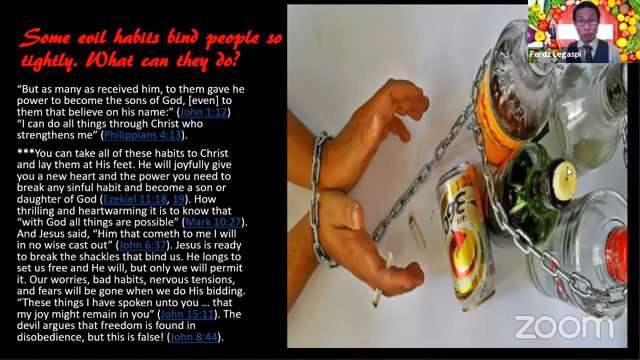 Some evil habits bind people so
tightly. What can they do?
“But as many as received him, to them gave he
power to become the sons of God, [even] to
them that believe on his name:” (John 1:12)
“I can do all things through Christ who
strengthens me” (Philippians 4:13).
***You can take all of these habits to Christ
and lay them at His feet. He will joyfully give
you a new heart and the power you need to
break any sinful habit and become a son or
daughter of God (Ezekiel 11:18, 19). How
thrilling and heartwarming it is to know that
“with God all things are possible” (Mark 10:27).
And Jesus said, “Him that cometh to me I will
in no wise cast out” (John 6:37). Jesus is ready
to break the shackles that bind us. He longs to
set us free and He will, but only we will permit
it. Our worries, bad habits, nervous tensions,
and fears will be gone when we do His bidding.
“These things I have spoken unto you … that
my joy might remain in you” (John 15:11). The
devil argues that freedom is found in
disobedience, but this is false! (John 8:44).
Ferdz Legaspi
zoom